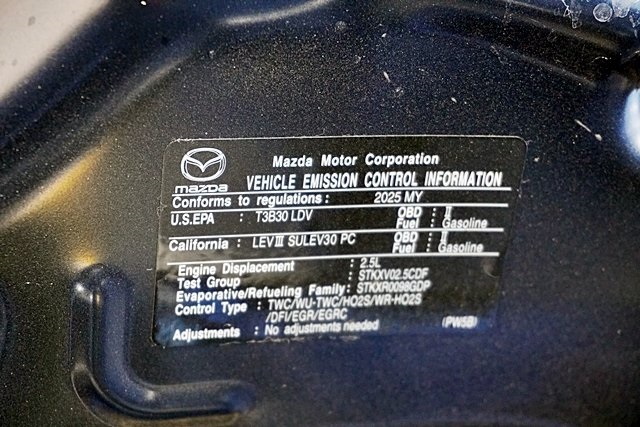 Mazda Motor Corporation
mazda VEHICLE EMISSION CONTROL INFORMATION
Conforms to regulations : 2025 MY
U.S.EPA : T3B30 LDV OBD : II
Fuel : Gasoline
California : LEVIII SULEV30 PC OBD : II
Fuel : Gasoline
Engine Displacement : 2.5L
Test Group : STKXV02.5CDF
Evaporative/Refueling Family: STKXR0098GDP
Control Type : TWC/WU-TWC/HO2S/WR-HO2S
/DFI/EGR/EGRC
Adjustments : No adjustments needed (PW5B)